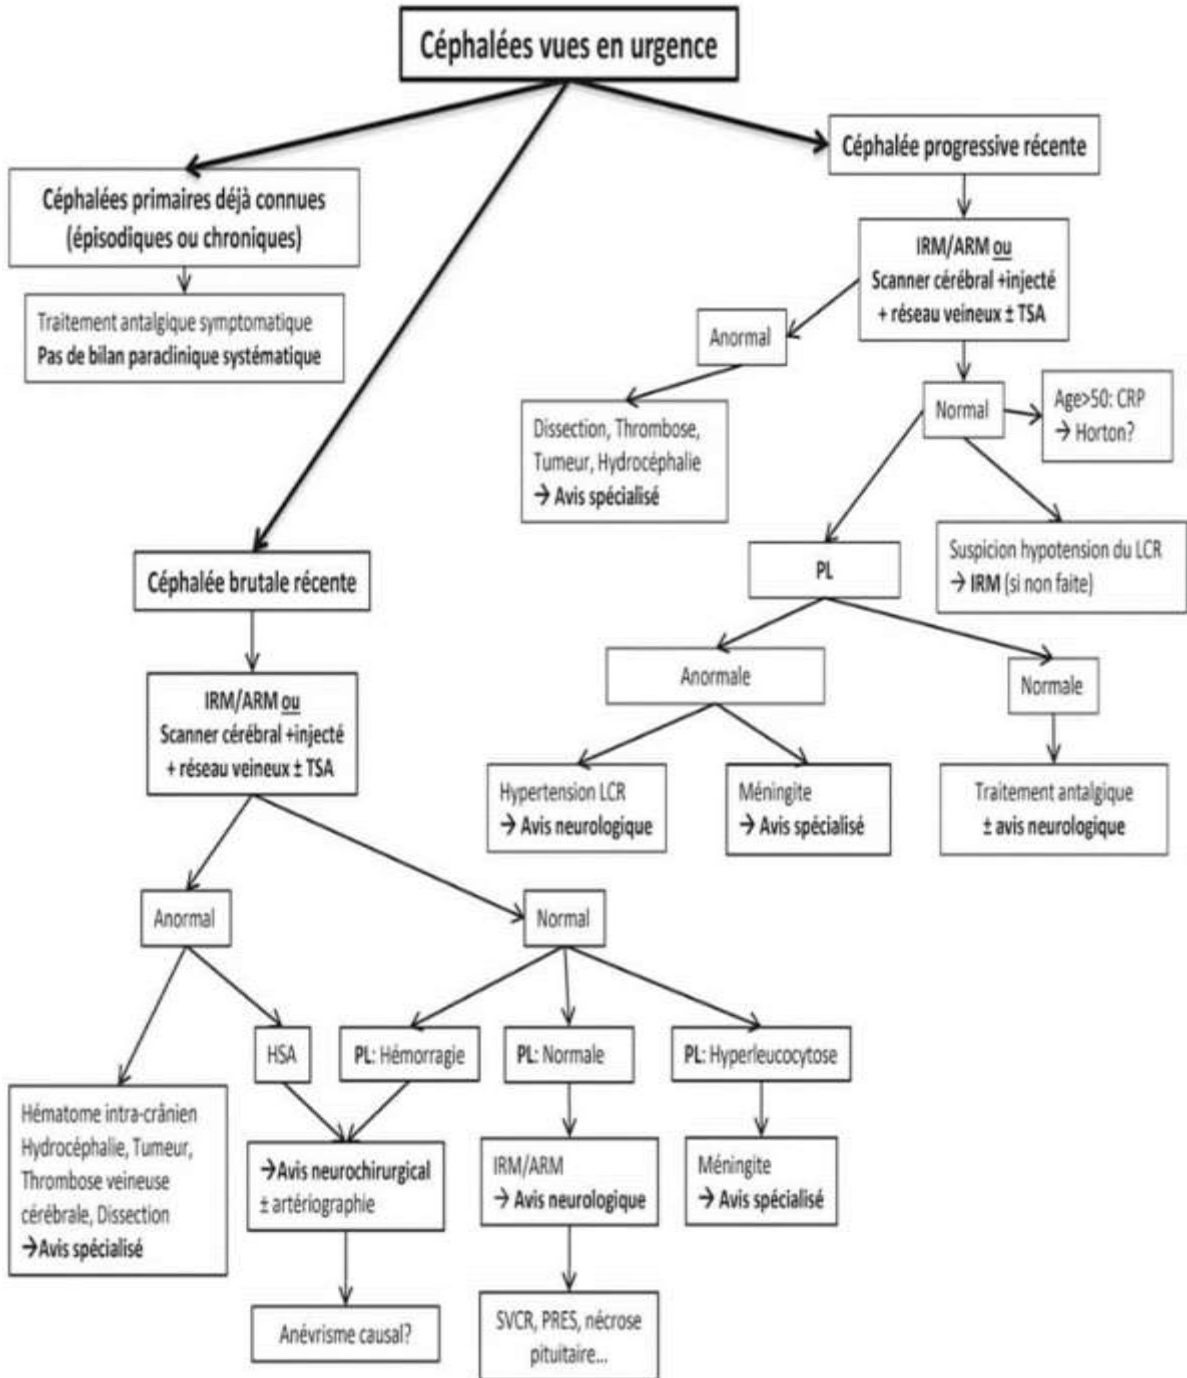 Céphalées vues en urgence
Céphalées primaires déjà connues
(épisodiques ou chroniques)
Traitement antalgique symptomatique
Pas de bilan paraclinique systématique
Céphalée progressive récente
IRM/ARM ou
Scanner cérébral +injecté
+ réseau veineux ± TSA
Anormal
Dissection, Thrombose,
Tumeur, Hydrocéphalie
→ Avis spécialisé
Normal
Age>50: CRP
→ Horton?
Suspicion hypotension du LCR
→ IRM (si non faite)
PL
Anormale
Normale
Hypertension LCR
→ Avis neurologique
Méningite
→ Avis spécialisé
Traitement antalgique
± avis neurologique
Céphalée brutale récente
IRM/ARM ou
Scanner cérébral +injecté
+ réseau veineux ± TSA
Anormal
Normal
HSA
PL: Hémorragie
PL: Normale
PL: Hyperleucocytose
Hématome intra-crânien
Hydrocéphalie, Tumeur,
Thrombose veineuse
cérébrale, Dissection
→Avis spécialisé
→Avis neurochirurgical
± artériographie
IRM/ARM
→ Avis neurologique
Méningite
→ Avis spécialisé
Anévrisme causal?
SVCR, PRES, nécrose
pituitaire...